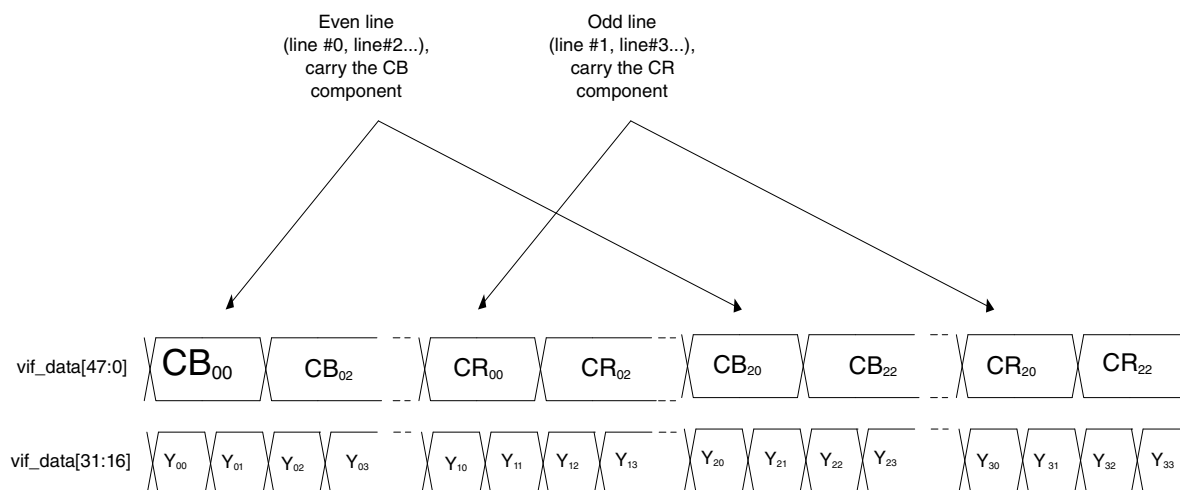 Even line
(line #0, line#2...),
carry the CB
component
Odd line
(line #1, line#3...),
carry the CR
component
vif_data[47:0] CB00 CB02 CR00 CR02 CB20 CB22 CR20 CR22
vif_data[31:16] Y00 Y01 Y02 Y03 Y10 Y11 Y12 Y13 Y20 Y21 Y22 Y23 Y30 Y31 Y32 Y33